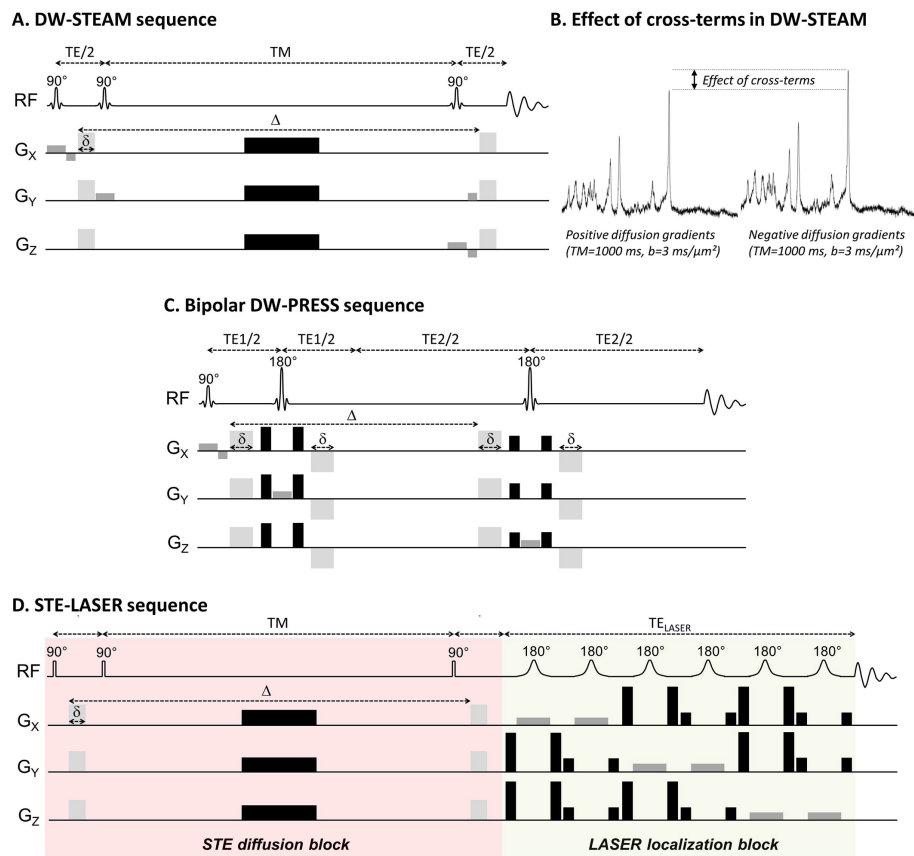 A. DW-STEAM sequence
B. Effect of cross-terms in DW-STEAM
TE/2
TM
TE/2
90°
90°
90°
RF
Δ
δ
GX
GY
GZ
Effect of cross-terms
Positive diffusion gradients
(TM=1000 ms, b=3 ms/μm²)
Negative diffusion gradients
(TM=1000 ms, b=3 ms/μm²)
C. Bipolar DW-PRESS sequence
TE1/2
TE1/2
TE2/2
TE2/2
90°
180°
180°
RF
Δ
δ
δ
δ
δ
GX
GY
GZ
D. STE-LASER sequence
TM
TELASER
90°
90°
90°
180°
180°
180°
180°
180°
180°
RF
Δ
δ
GX
GY
GZ
STE diffusion block
LASER localization block